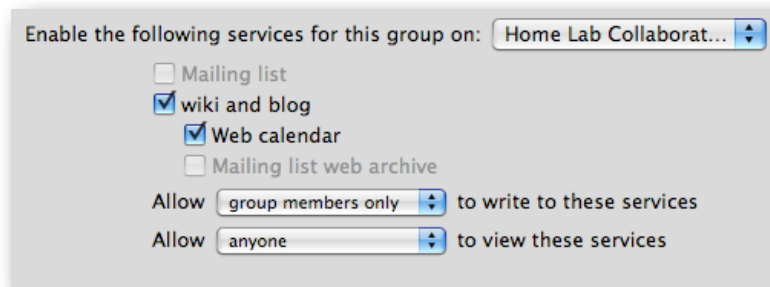 Enable the following services for this group on: Home Lab Collaborat...
Mailing list
wiki and blog
Web calendar
Mailing list web archive
Allow group members only to write to these services
Allow anyone to view these services